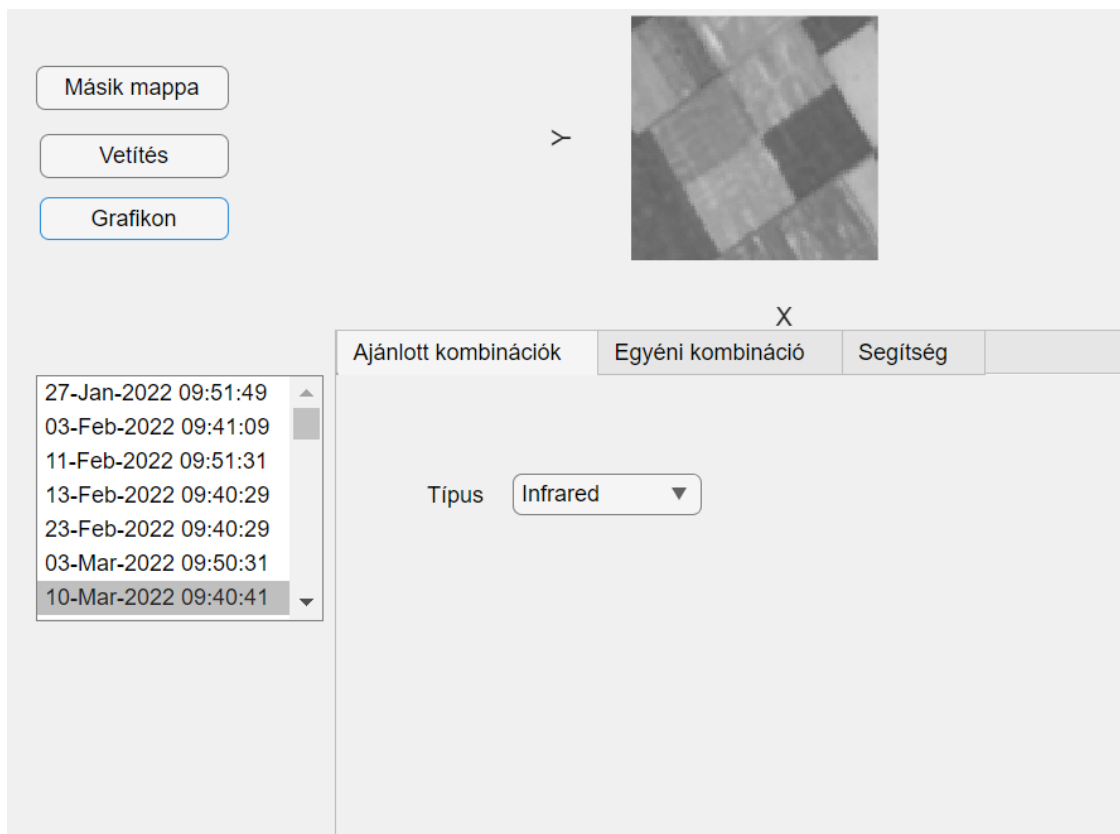 Másik mappa
Vetítés
Grafikon
Y
X
Ajánlott kombinációk
Egyéni kombináció
Segítség
27-Jan-2022 09:51:49
03-Feb-2022 09:41:09
11-Feb-2022 09:51:31
13-Feb-2022 09:40:29
23-Feb-2022 09:40:29
03-Mar-2022 09:50:31
10-Mar-2022 09:40:41
Típus
Infrared